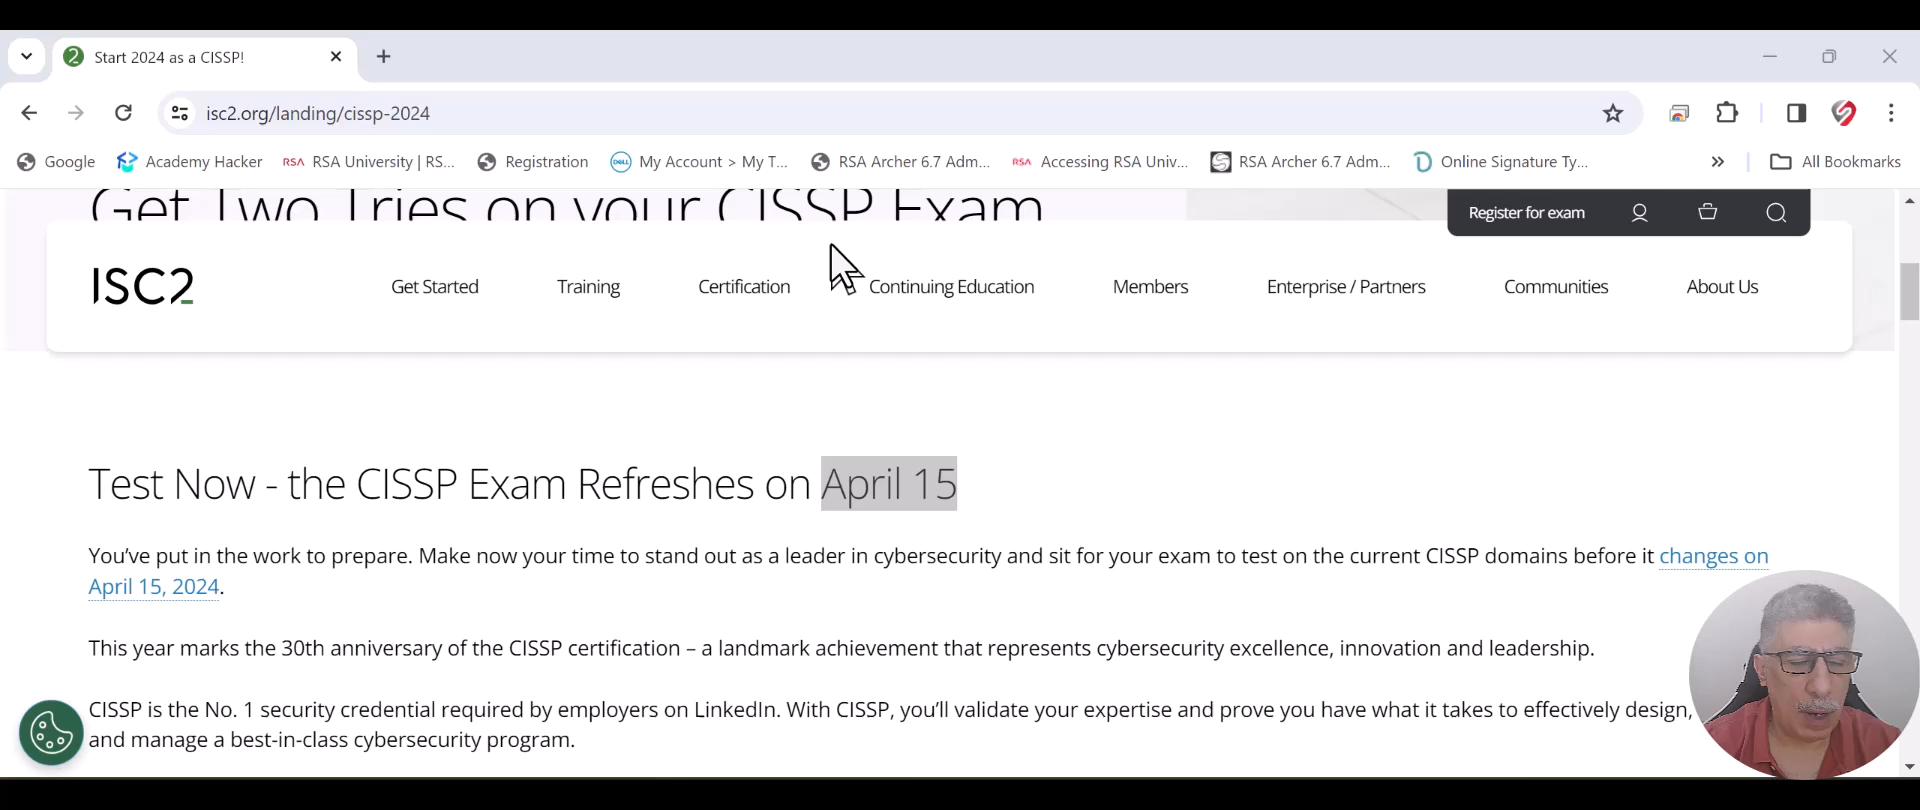 Start 2024 as a CISSP!
isc2.org/landing/cissp-2024
Google Academy Hacker RSA RSA University | RS... Registration DELL My Account > My T... RSA Archer 6.7 Adm... RSA Accessing RSA Univ... RSA Archer 6.7 Adm... Online Signature Ty... » All Bookmarks
Get Two Tries on your CISSP Exam
Register for exam
ISC2 Get Started Training Certification Continuing Education Members Enterprise / Partners Communities About Us
Test Now - the CISSP Exam Refreshes on April 15
You’ve put in the work to prepare. Make now your time to stand out as a leader in cybersecurity and sit for your exam to test on the current CISSP domains before it changes on
April 15, 2024.
This year marks the 30th anniversary of the CISSP certification – a landmark achievement that represents cybersecurity excellence, innovation and leadership.
CISSP is the No. 1 security credential required by employers on LinkedIn. With CISSP, you’ll validate your expertise and prove you have what it takes to effectively design,
and manage a best-in-class cybersecurity program.